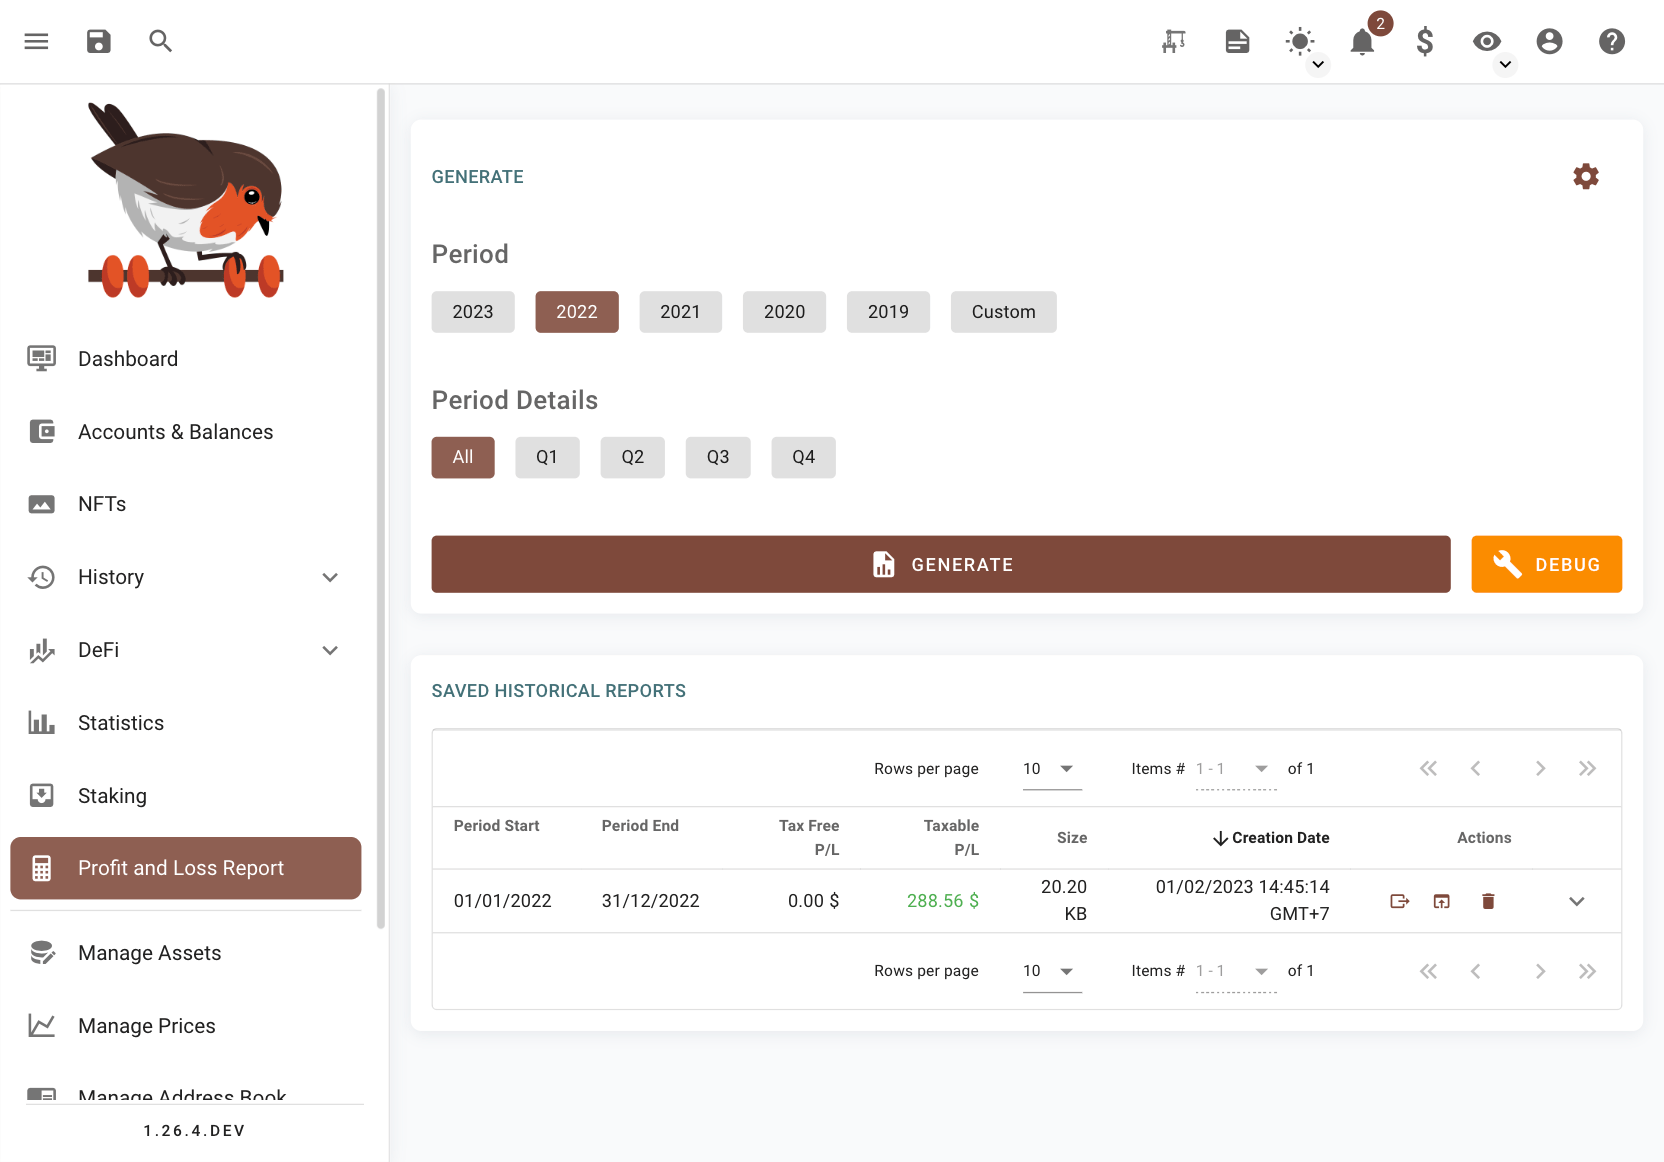 2
GENERATE
Period
2023 2022 2021 2020 2019 Custom
Period Details
All Q1 Q2 Q3 Q4
GENERATE DEBUG
Dashboard
Accounts & Balances
NFTs
History
DeFi
Statistics
Staking
Profit and Loss Report
Manage Assets
Manage Prices
Manage Address Book
1.26.4.DEV
SAVED HISTORICAL REPORTS
Rows per page 10 Items # 1 - 1 of 1
Period Start Period End Tax Free P/L Taxable P/L Size Creation Date Actions
01/01/2022 31/12/2022 0.00 $ 288.56 $ 20.20 KB 01/02/2023 14:45:14 GMT+7
Rows per page 10 Items # 1 - 1 of 1